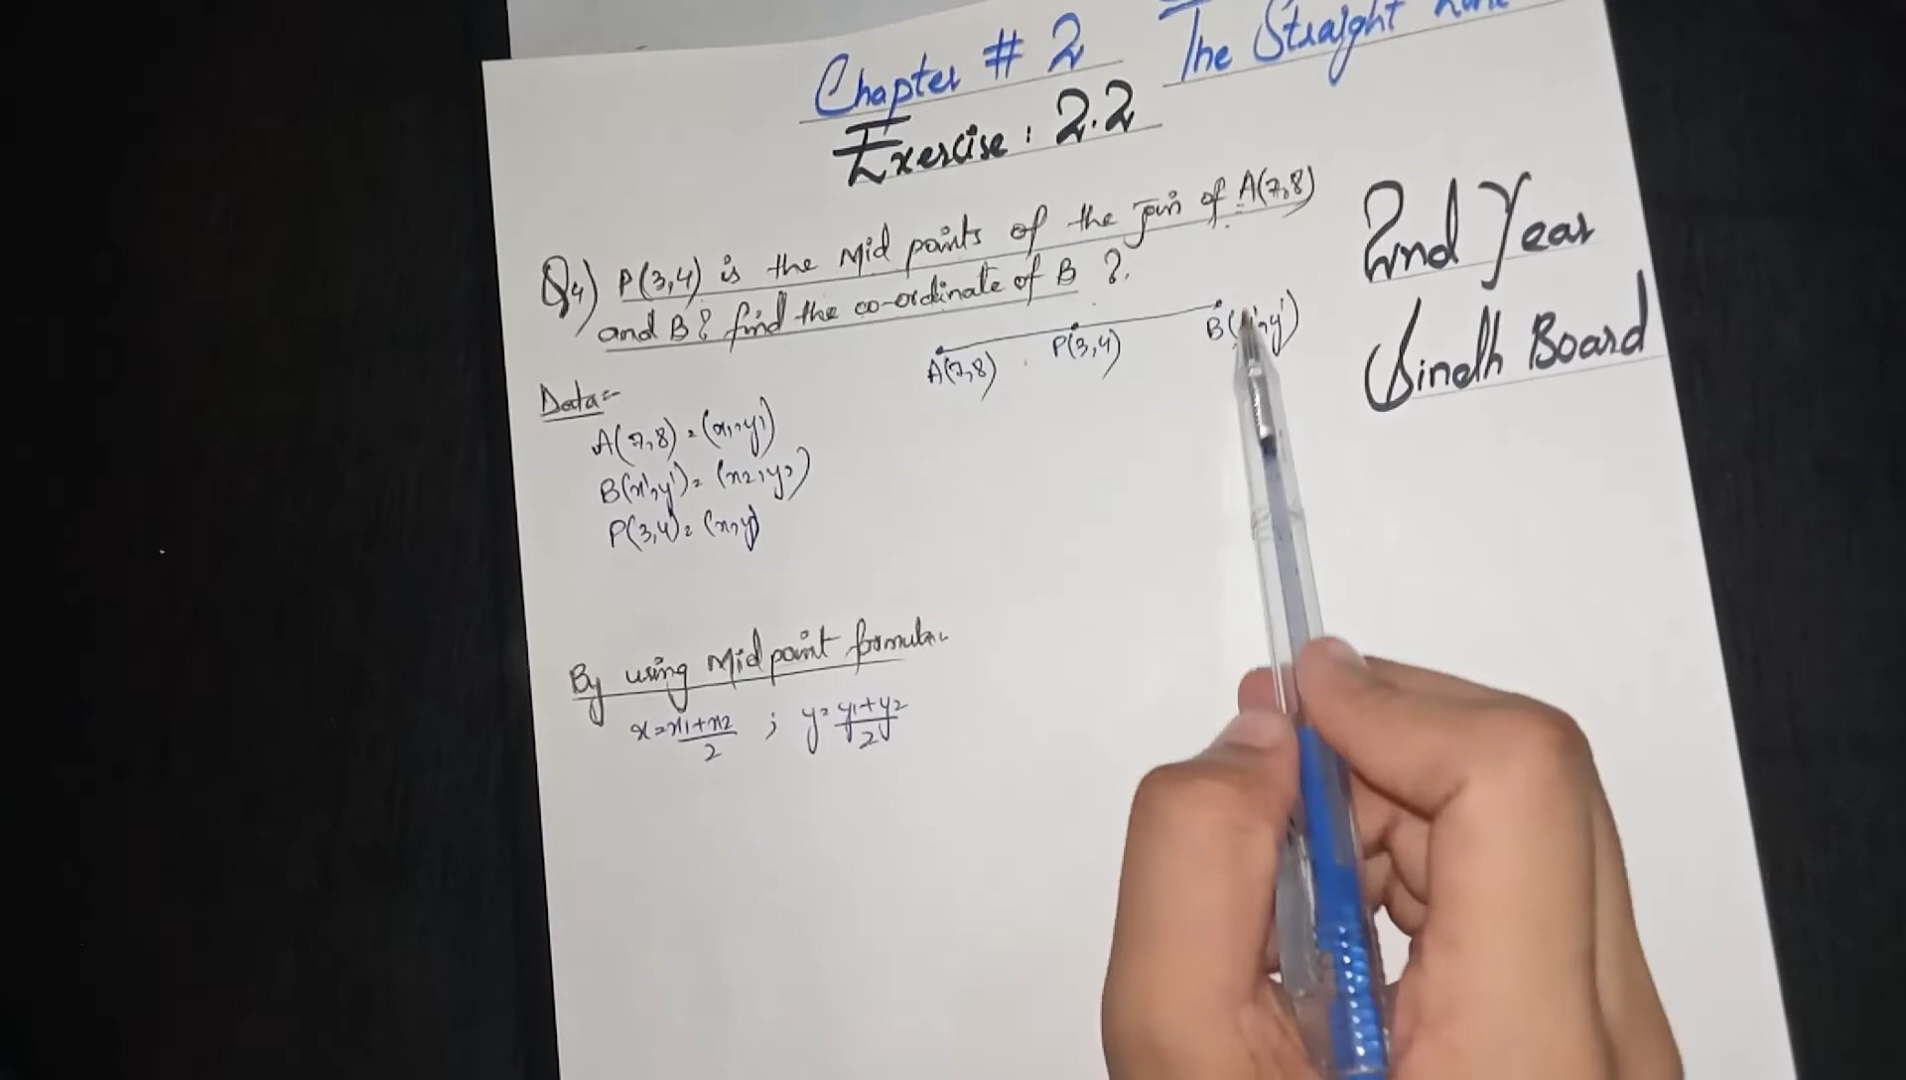 Chapter # 2 The Straight Line
Exercise: 2.2
Q4) P(3,4) is the Mid points of the join of A(7,8)
and B? find the co-ordinate of B ?.
A(7,8) P(3,4) B(x',y')
2nd Year
Sindh Board
Data:-
A(7,8) = (x1,y1)
B(x',y') = (x2,y2)
P(3,4) = (x,y)
By using Midpoint formula.
x = x1+x2/2 ; y = y1+y2/2